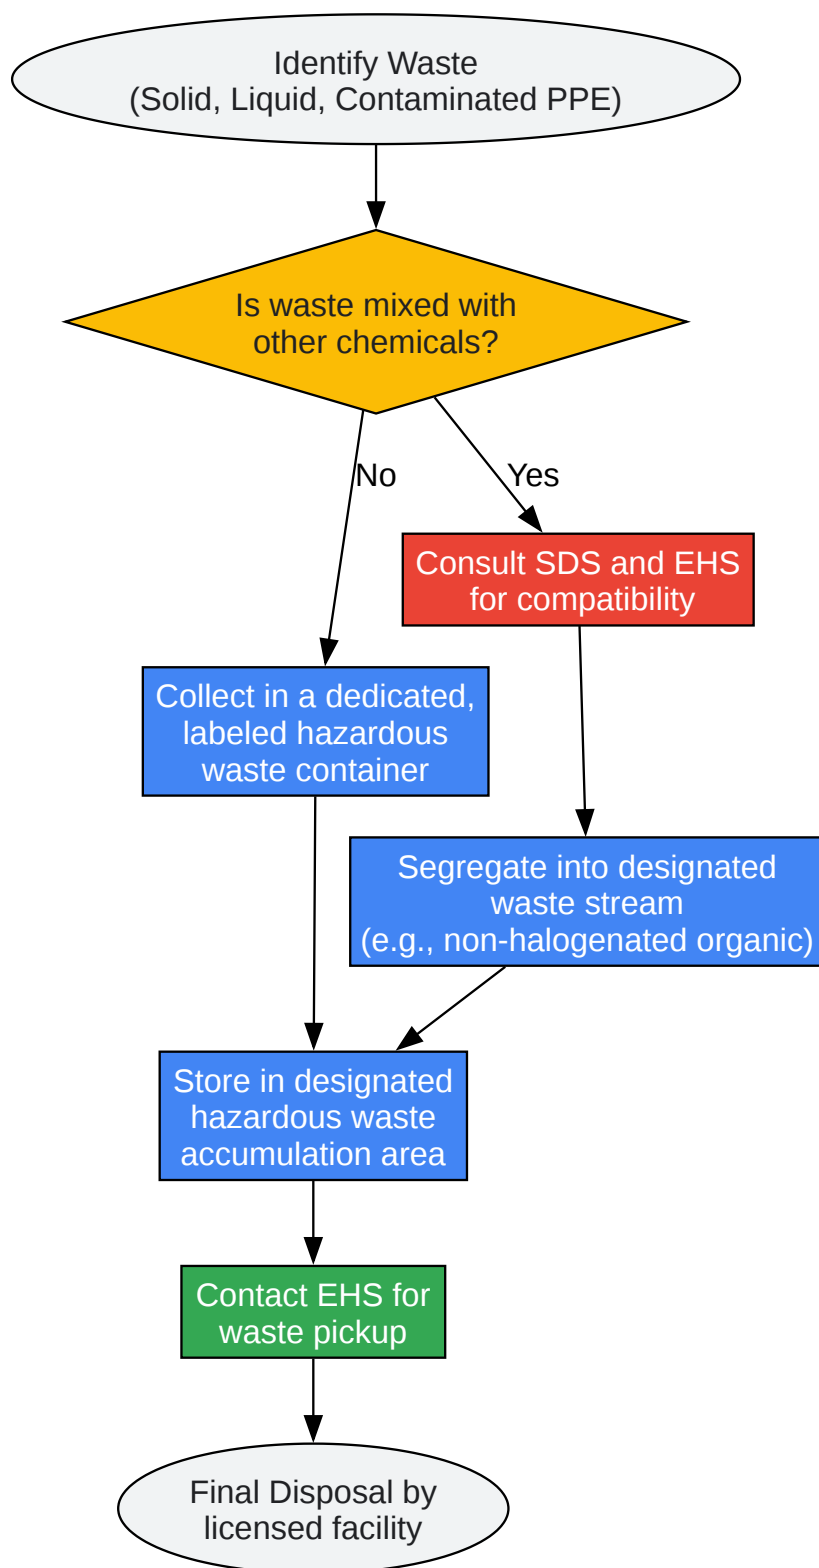 Identify Waste
(Solid, Liquid, Contaminated PPE)
Is waste mixed with
other chemicals?
No
Yes
Consult SDS and EHS
for compatibility
Collect in a dedicated,
labeled hazardous
waste container
Segregate into designated
waste stream
(e.g., non-halogenated organic)
Store in designated
hazardous waste
accumulation area
Contact EHS for
waste pickup
Final Disposal by
licensed facility